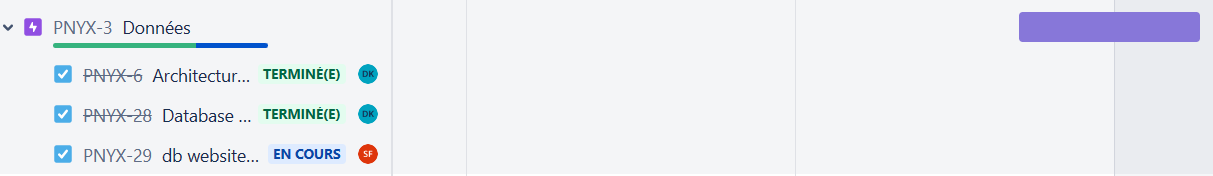 PNYX-3 Données
PNYX-6 Architectur... TERMINÉ(E) DK
PNYX-28 Database ... TERMINÉ(E) DK
PNYX-29 db website... EN COURS SF